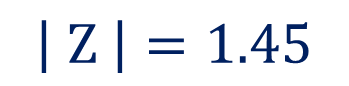 | Z | = 1.45